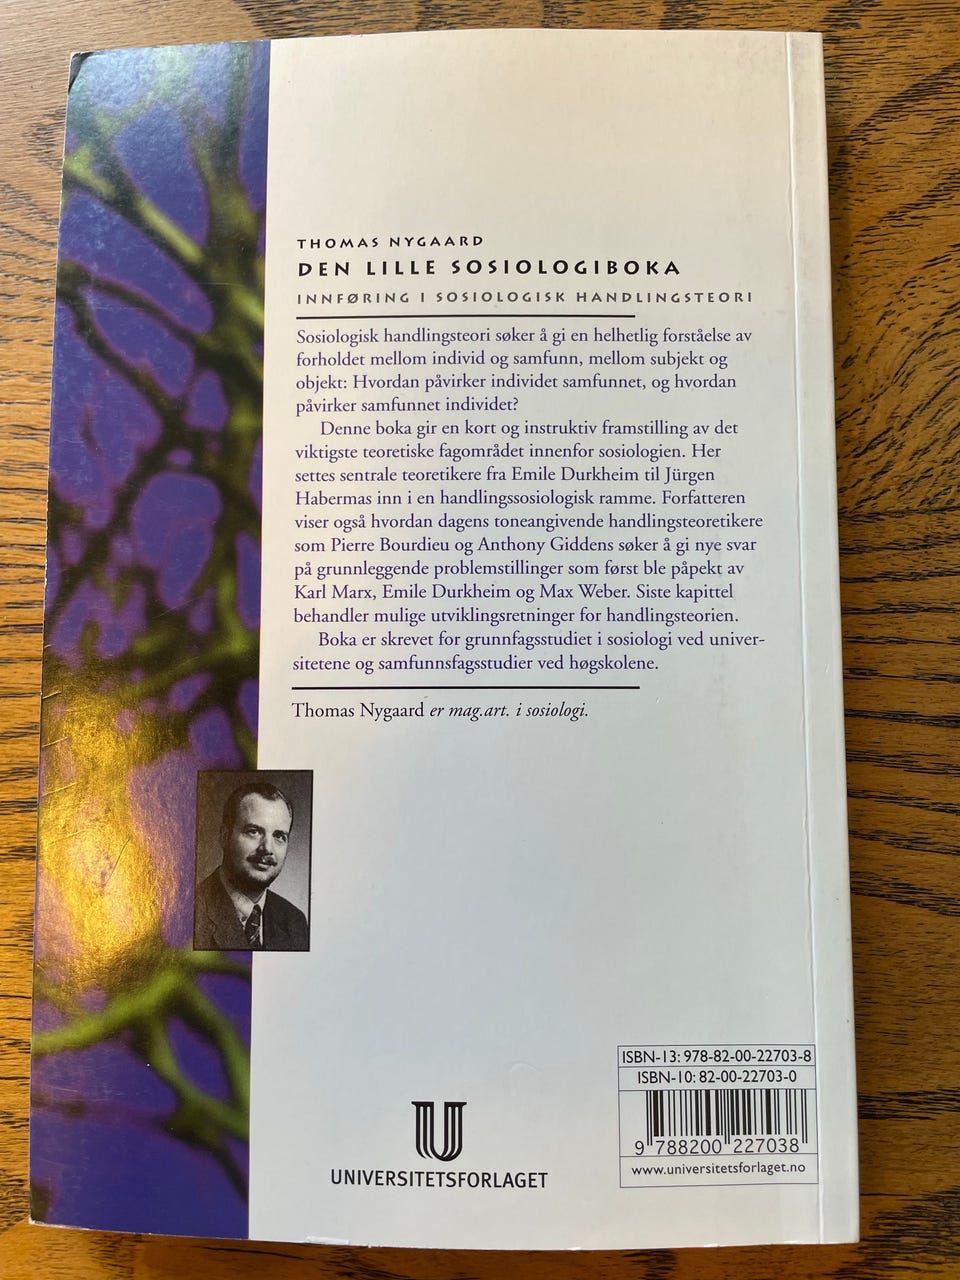 THOMAS NYGAARD
DEN LILLE SOSIOLOGIBOKA
INNFØRING I SOSIOLOGISK HANDLINGSTEORI
Sosiologisk handlingsteori søker å gi en helhetlig forståelse av
forholdet mellom individ og samfunn, mellom subjekt og
objekt: Hvordan påvirker individet samfunnet, og hvordan
påvirker samfunnet individet?
Denne boka gir en kort og instruktiv framstilling av det
viktigste teoretiske fagområdet innenfor sosiologien. Her
settes sentrale teoretikere fra Emile Durkheim til Jürgen
Habermas inn i en handlingssosiologisk ramme. Forfatteren
viser også hvordan dagens toneangivende handlingsteoretikere
som Pierre Bourdieu og Anthony Giddens søker å gi nye svar
på grunnleggende problemstillinger som først ble påpekt av
Karl Marx, Emile Durkheim og Max Weber. Siste kapittel
behandler mulige utviklingsretninger for handlingsteorien.
Boka er skrevet for grunnfagsstudiet i sosiologi ved univer-
sitetene og samfunnsfagsstudier ved høgskolene.
Thomas Nygaard er mag.art. i sosiologi.
ISBN-13: 978-82-00-22703-8
ISBN-10: 82-00-22703-0
9 788200 227038
www.universitetsforlaget.no
UNIVERSITETSFORLAGET